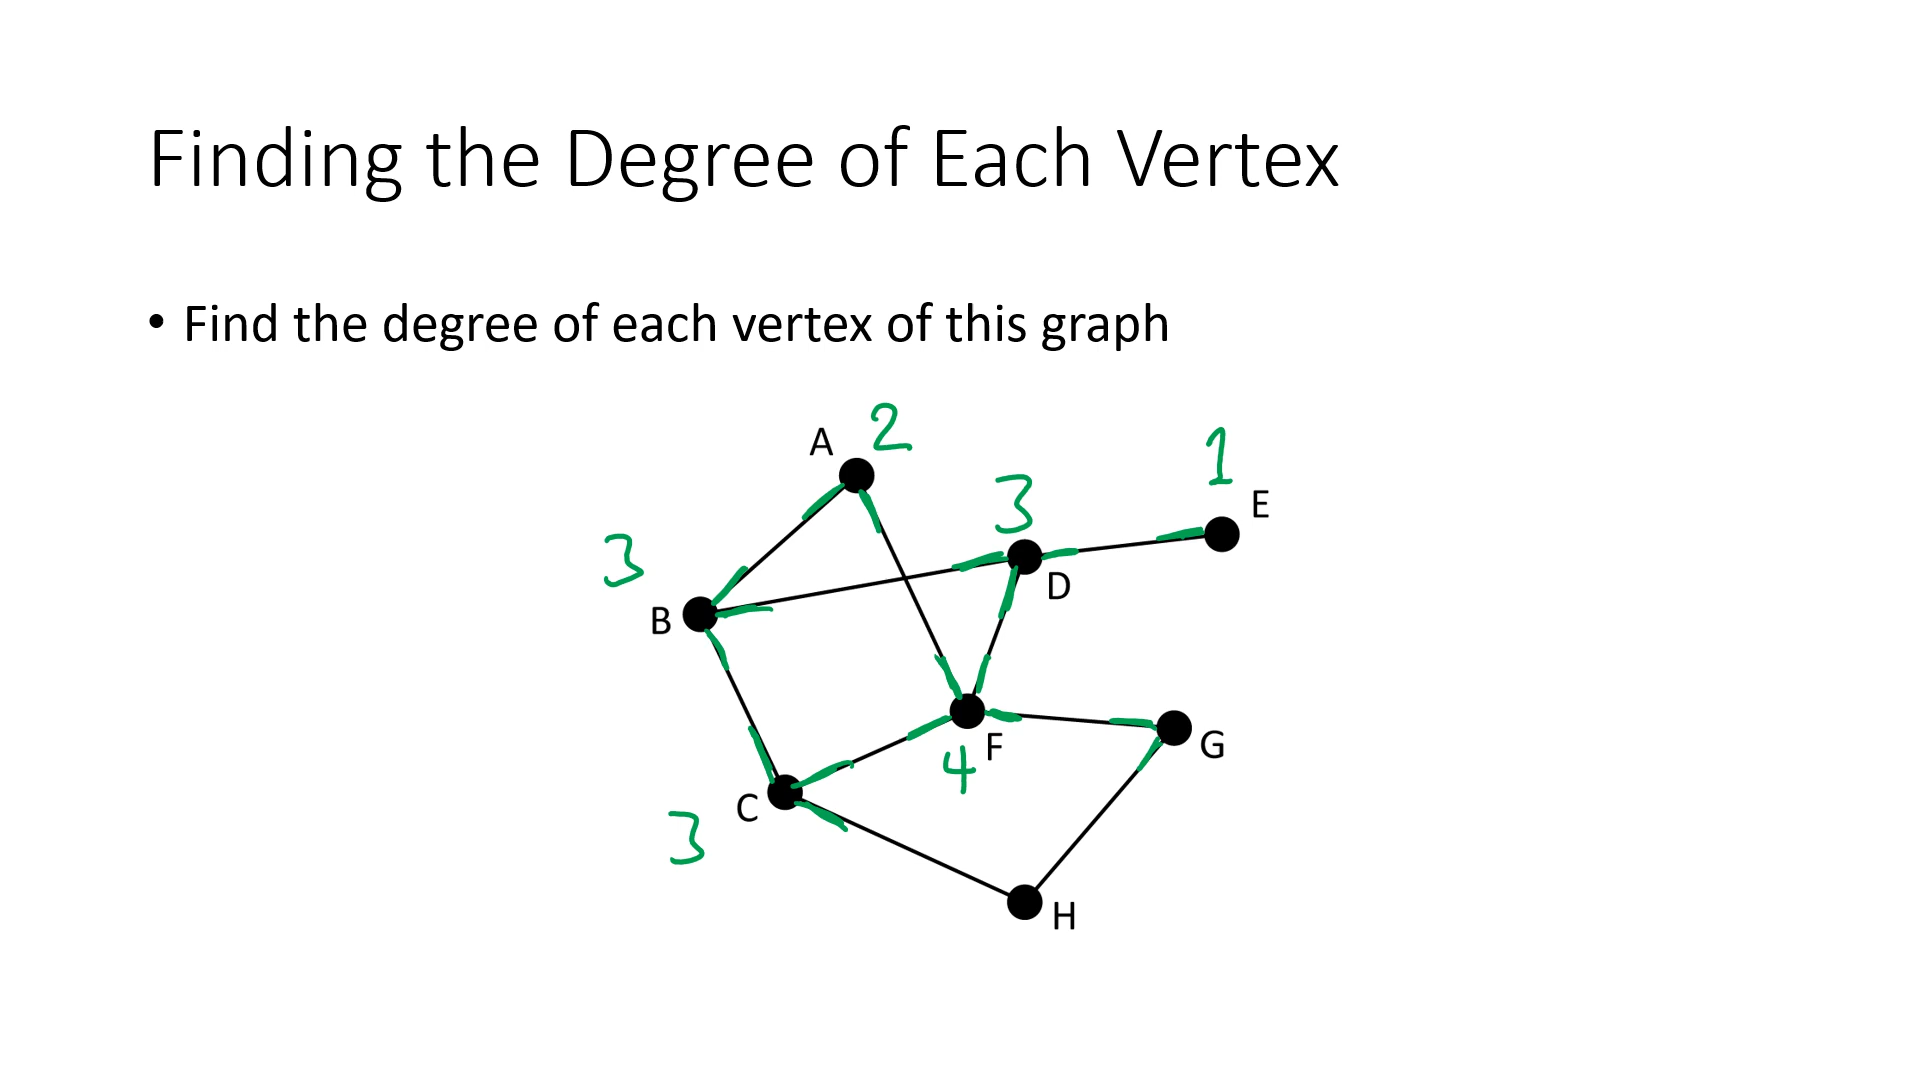 Finding the Degree of Each Vertex
• Find the degree of each vertex of this graph
A 2
1
3
E
3
D
B
F
G
4
C
3
H